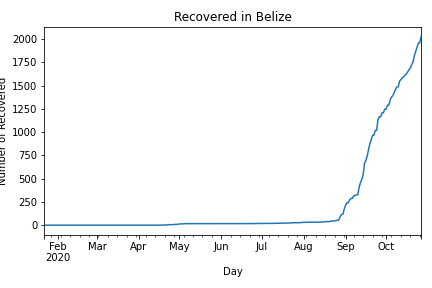 Recovered in Belize
Number of Recovered
2000
1750
1500
1250
1000
750
500
250
0
Feb Mar Apr May Jun Jul Aug Sep Oct
2020
Day